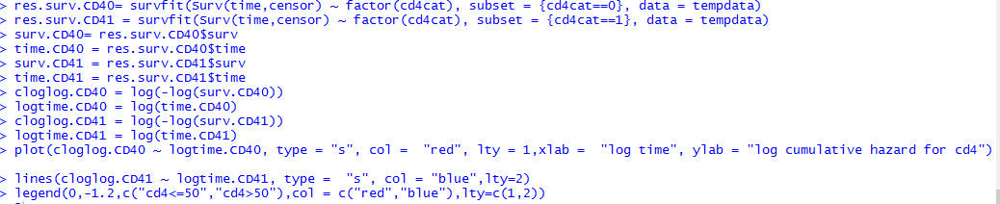 > res.surv.CD40= survfit(Surv(time,censor) ~ factor(cd4cat), subset = {cd4cat==0}, data = tempdata)
> res.surv.CD41 = survfit(Surv(time,censor) ~ factor(cd4cat), subset = {cd4cat==1}, data = tempdata)
> surv.CD40= res.surv.CD40$surv
> time.CD40 = res.surv.CD40$time
> surv.CD41 = res.surv.CD41$surv
> time.CD41 = res.surv.CD41$time
> cloglog.CD40 = log(-log(surv.CD40))
> logtime.CD40 = log(time.CD40)
> cloglog.CD41 = log(-log(surv.CD41))
> logtime.CD41 = log(time.CD41)
> plot(cloglog.CD40 ~ logtime.CD40, type = "s", col =  "red", lty = 1,xlab =  "log time", ylab = "log cumulative hazard for cd4")
> lines(cloglog.CD41 ~ logtime.CD41, type =  "s", col = "blue",lty=2)
> legend(0,-1.2,c("cd4<=50","cd4>50"),col = c("red","blue"),lty=c(1,2))